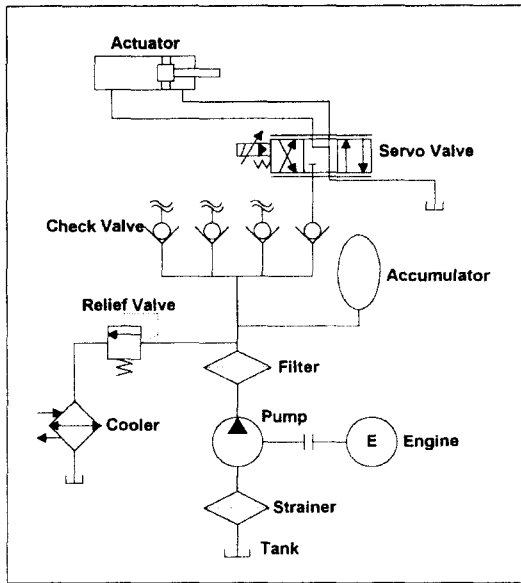 Actuator
Servo Valve
Check Valve
Accumulator
Relief Valve
Filter
Pump
Cooler
E
Engine
Strainer
Tank